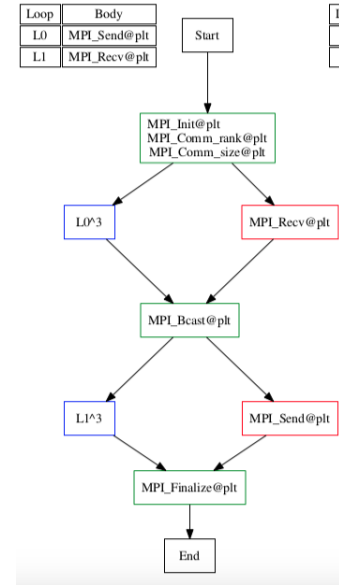 Loop Body
L0 MPI_Send@plt
L1 MPI_Recv@plt
Start
MPI_Init@plt
MPI_Comm_rank@plt
MPI_Comm_size@plt
L0^3
MPI_Recv@plt
MPI_Bcast@plt
L1^3
MPI_Send@plt
MPI_Finalize@plt
End